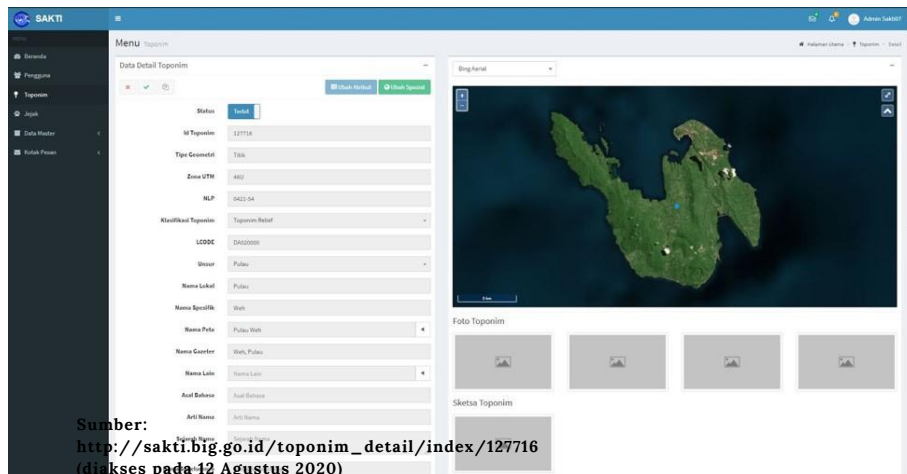 SAKTI
Admin Sakti07
Menu Toponim
Halaman Utama Toponim Detail
Beranda
Pengguna
Toponim
Jejak
Data Master
Kotak Pesan
Data Detail Toponim
Ubah Atribut
Ubah Spasial
Status
Id Toponim 127716
Tipe Geometri Titik
Zona UTM 46U
NLP 0421-54
Klasifikasi Toponim Toponim Relief
LCODE
Unsur Pulau
Nama Lokal Pulau
Nama Spesifik Weh
Nama Peta Pulau Weh
Nama Gazeter Weh, Pulau
Nama Lain Nama Lain
Asal Bahasa Asal Bahasa
Arti Nama Arti Nama
Sejarah Nama
Bing Aerial
Foto Toponim
Sketsa Toponim
Sumber:
http://sakti.big.go.id/toponim_detail/index/127716
(diakses pada 12 Agustus 2020)